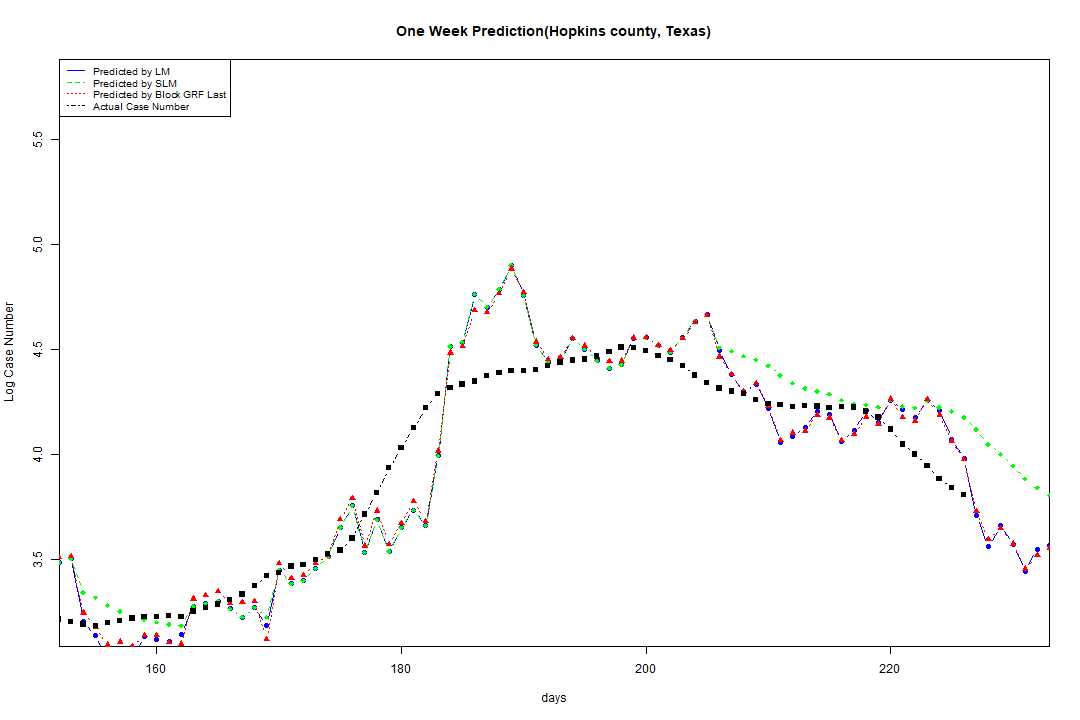 One Week Prediction(Hopkins county, Texas)
Predicted by LM
Predicted by SLM
Predicted by Block GRF Last
Actual Case Number
5.5
5.0
4.5
4.0
3.5
Log Case Number
160 180 200 220
days